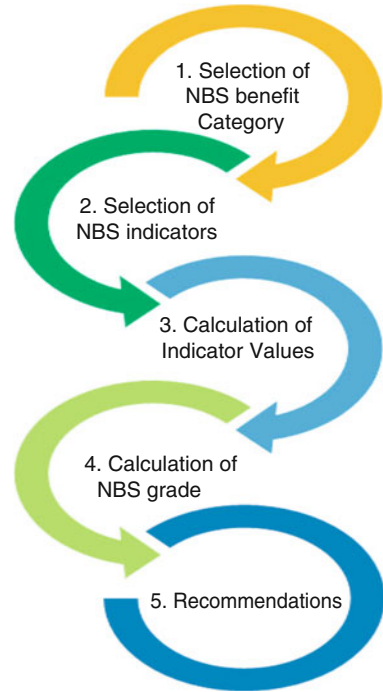 1. Selection of
NBS benefit
Category
2. Selection of
NBS indicators
3. Calculation of
Indicator Values
4. Calculation of
NBS grade
5. Recommendations